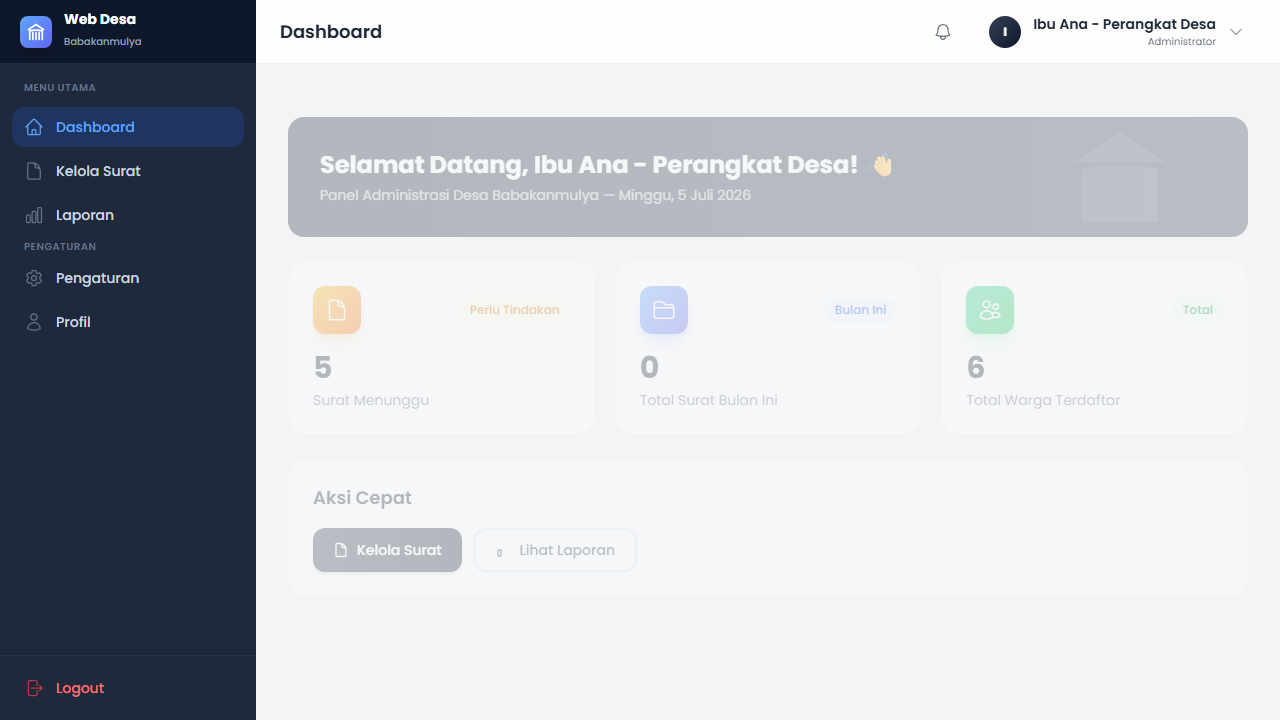 Web Desa
Babakanmulya
MENU UTAMA
Dashboard
Kelola Surat
Laporan
PENGATURAN
Pengaturan
Profil
Logout
Dashboard
I
Ibu Ana - Perangkat Desa
Administrator
Selamat Datang, Ibu Ana - Perangkat Desa! 👋
Panel Administrasi Desa Babakanmulya — Minggu, 5 Juli 2026
Perlu Tindakan
5
Surat Menunggu
Bulan Ini
0
Total Surat Bulan Ini
Total
6
Total Warga Terdaftar
Aksi Cepat
Kelola Surat
Lihat Laporan